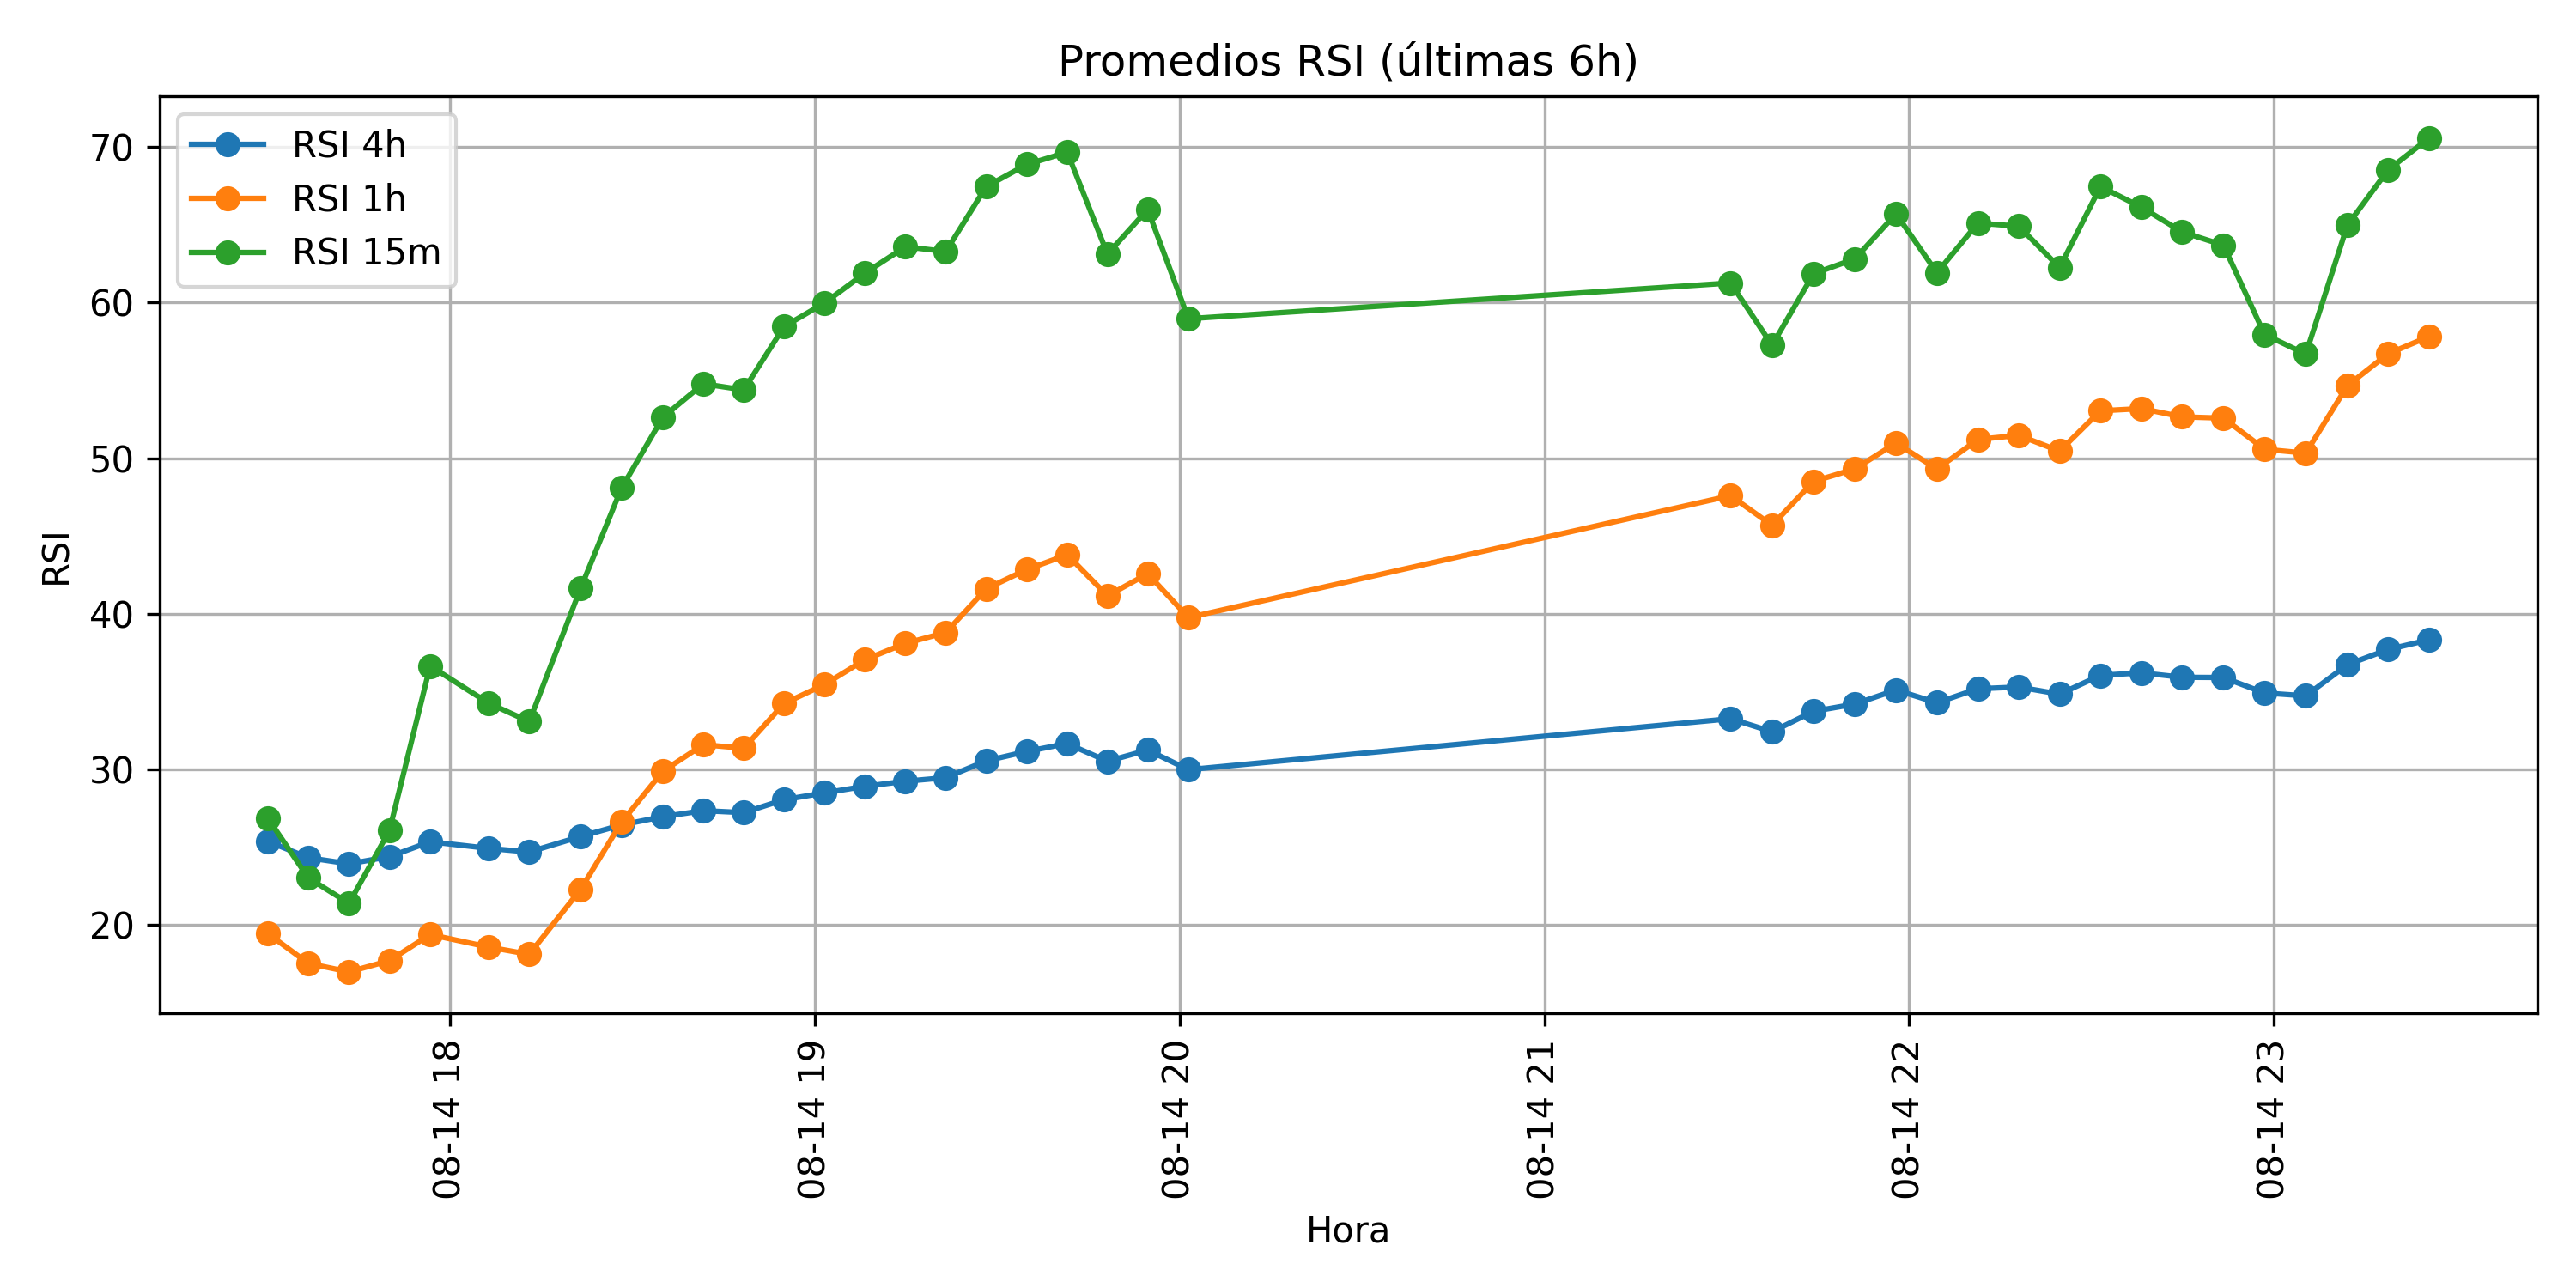 Promedios RSI (últimas 6h)
RSI 4h
RSI 1h
RSI 15m
70
60
50
40
30
20
RSI
08-14 18
08-14 19
08-14 20
08-14 21
08-14 22
08-14 23
Hora